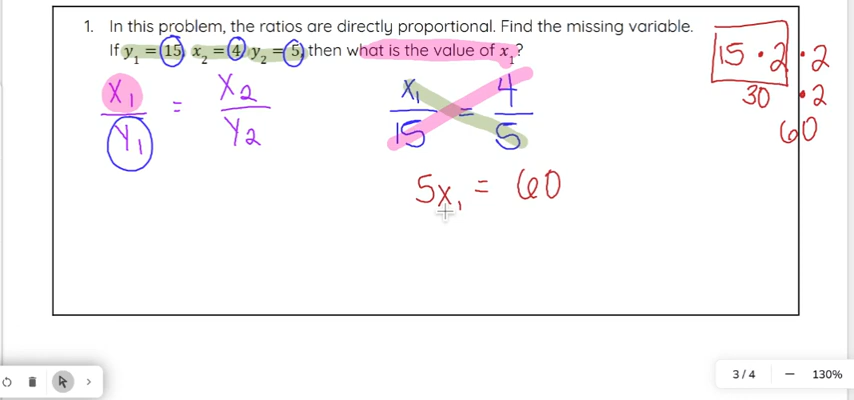 1. In this problem, the ratios are directly proportional. Find the missing variable.
If y₁ = 15, x₂ = 4, y₂ = 5, then what is the value of x₁?
X₁ / Y₁ = X₂ / Y₂
X₁ / 15 = 4 / 5
15 · 2 · 2
30 · 2
60
5x₁ = 60
3 / 4 — 130%